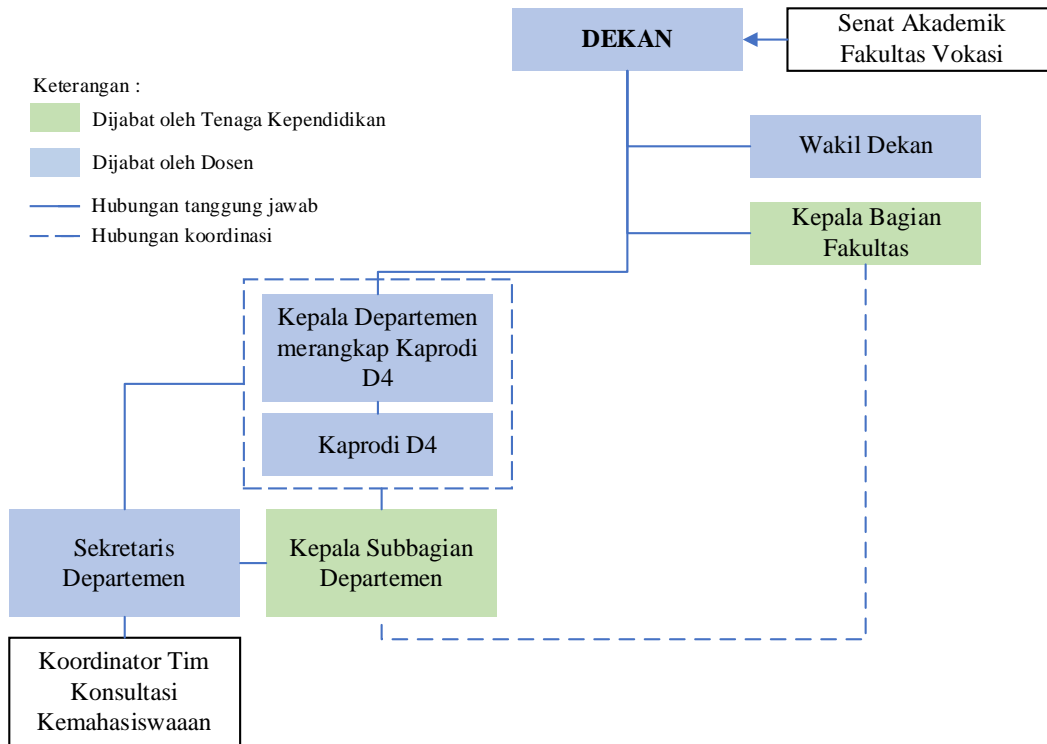 DEKAN
Senat Akademik
Fakultas Vokasi
Keterangan :
Dijabat oleh Tenaga Kependidikan
Dijabat oleh Dosen
Hubungan tanggung jawab
Hubungan koordinasi
Wakil Dekan
Kepala Bagian
Fakultas
Kepala Departemen
merangkap Kaprodi
D4
Kaprodi D4
Sekretaris
Departemen
Kepala Subbagian
Departemen
Koordinator Tim
Konsultasi
Kemahasiswaaan